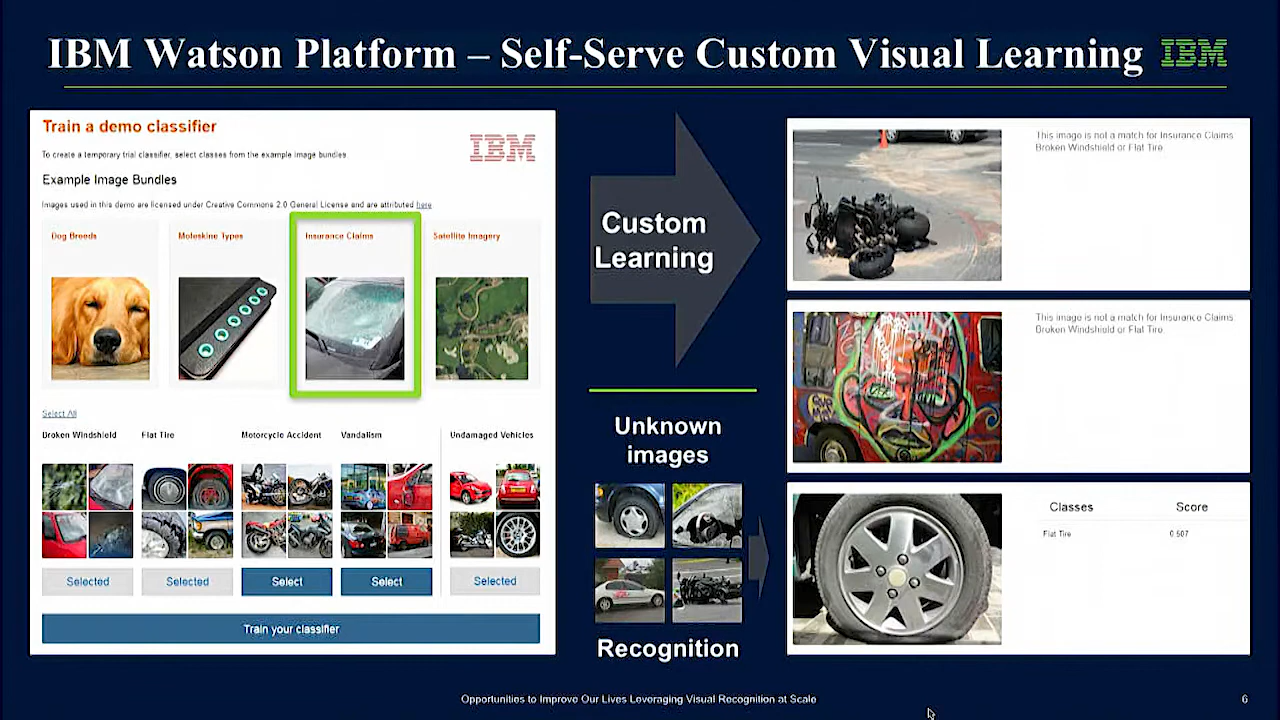 IBM Watson Platform – Self-Serve Custom Visual Learning IBM
Train a demo classifier
IBM
To create a temporary trial classifier, select classes from the example image bundles
Example Image Bundles
Images used in this demo are licensed under Creative Commons 2.0 General License and are attributed here
Dog Breeds Moleskine Types Insurance Claims Satellite Imagery
Select All
Broken Windshield Flat Tire Motorcycle Accident Vandalism Undamaged Vehicles
Selected Selected Select Select Selected
Train your classifier
Custom
Learning
Unknown
images
Recognition
This image is not a match for Insurance Claims
Broken Windshield or Flat Tire.
This image is not a match for Insurance Claims
Broken Windshield or Flat Tire.
Classes Score
Flat Tire 0.507
Opportunities to Improve Our Lives Leveraging Visual Recognition at Scale
6